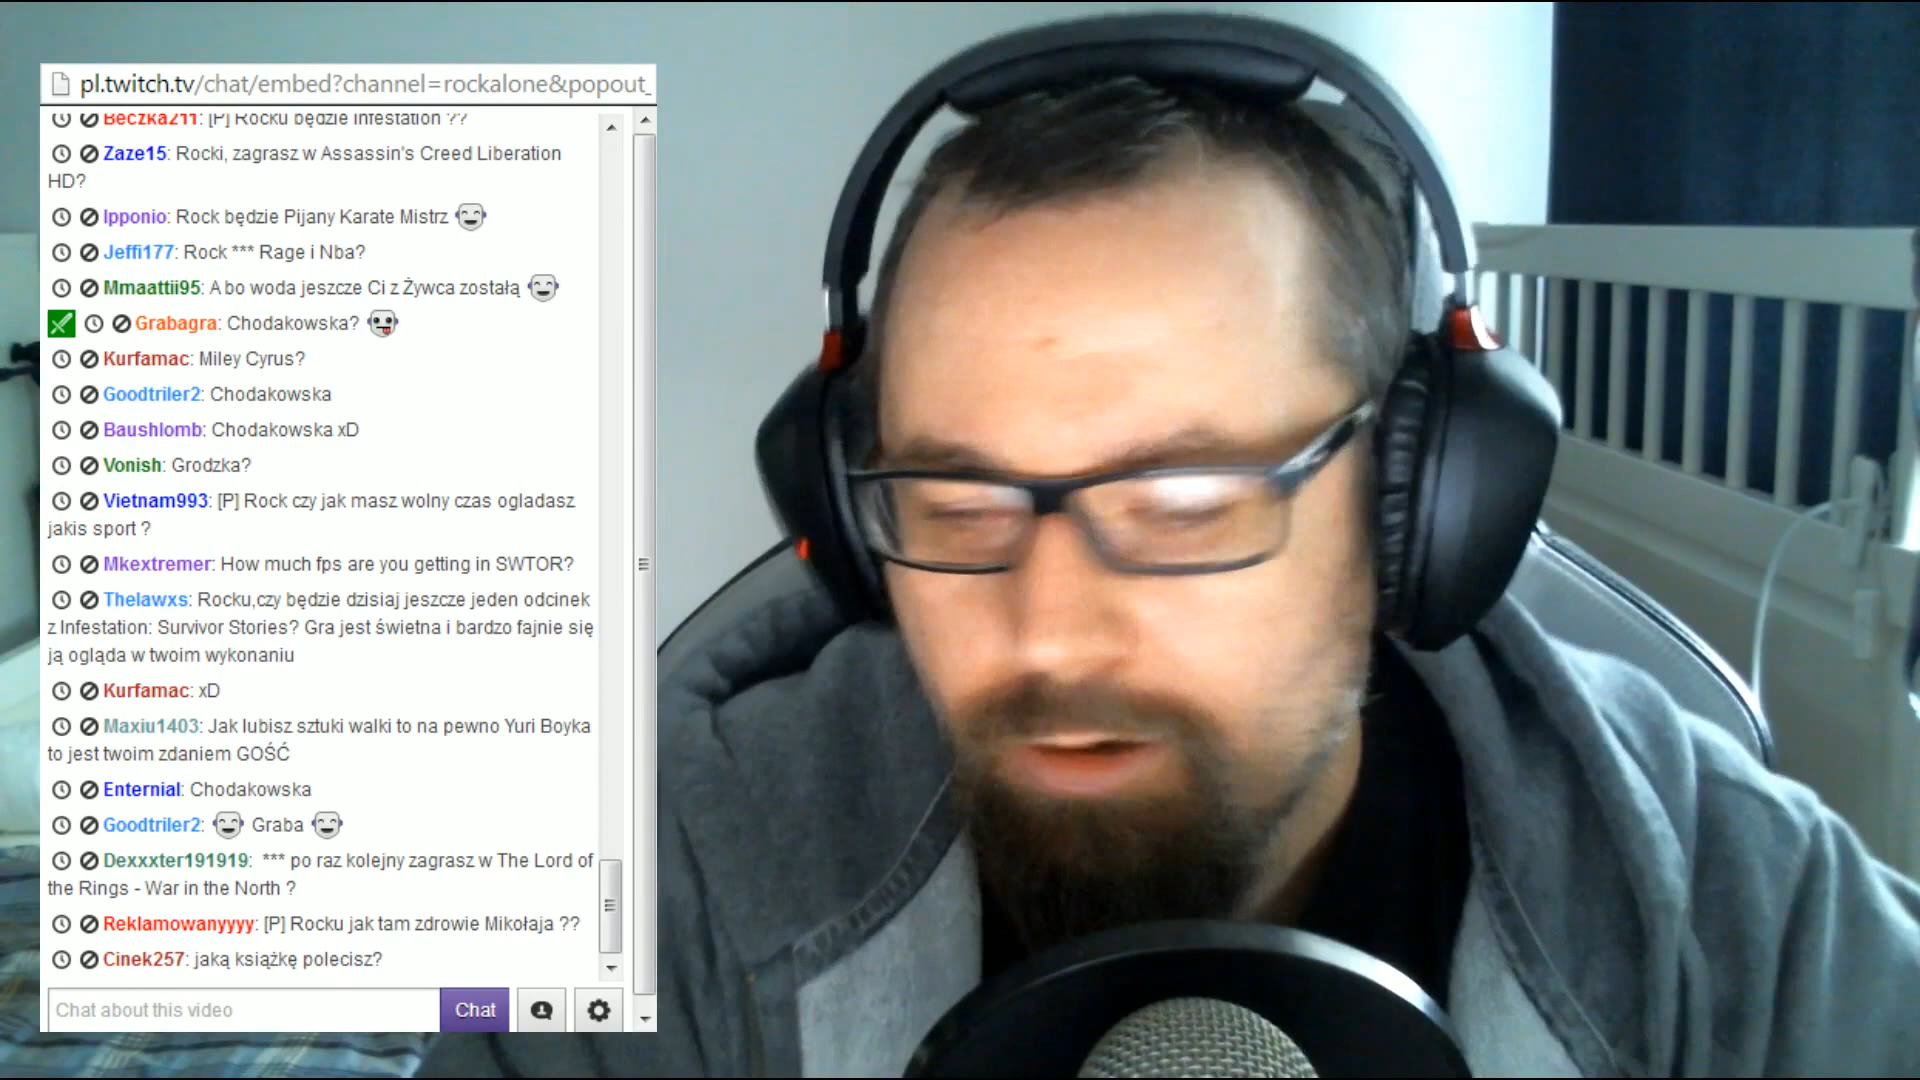 pl.twitch.tv/chat/embed?channel=rockalone&popout_
Beczka211: [P] Rocku będzie infestation ??
Zaze15: Rocki, zagrasz w Assassin's Creed Liberation
HD?
Ipponio: Rock będzie Pijany Karate Mistrz
Jeffi177: Rock *** Rage i Nba?
Mmaattii95: A bo woda jeszcze Ci z Żywca zostałą
Grabagra: Chodakowska?
Kurfamac: Miley Cyrus?
Goodtriler2: Chodakowska
Baushlomb: Chodakowska xD
Vonish: Grodzka?
Vietnam993: [P] Rock czy jak masz wolny czas ogladasz
jakis sport ?
Mkextremer: How much fps are you getting in SWTOR?
Thelawxs: Rocku,czy będzie dzisiaj jeszcze jeden odcinek
z Infestation: Survivor Stories? Gra jest świetna i bardzo fajnie się
ją ogląda w twoim wykonaniu
Kurfamac: xD
Maxiu1403: Jak lubisz sztuki walki to na pewno Yuri Boyka
to jest twoim zdaniem GOŚĆ
Enternial: Chodakowska
Goodtriler2: Graba
Dexxxter191919: *** po raz kolejny zagrasz w The Lord of
the Rings - War in the North ?
Reklamowanyyyy: [P] Rocku jak tam zdrowie Mikołaja ??
Cinek257: jaką książkę polecisz?
Chat about this video
Chat